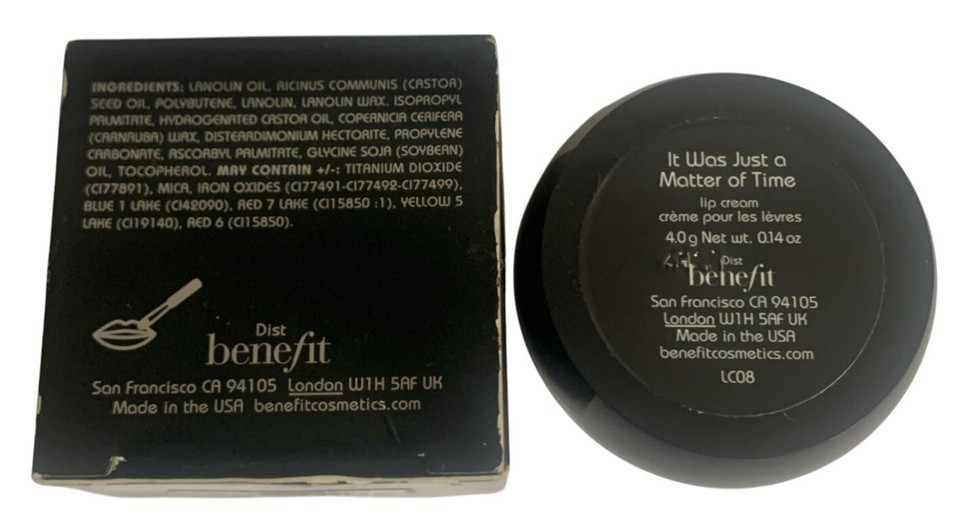 INGREDIENTS: LANOLIN OIL, RICINUS COMMUNIS (CASTOR)
SEED OIL, POLYBUTENE, LANOLIN, LANOLIN WAX. ISOPROPYL
PALMITATE, HYDROGENATED CASTOR OIL, COPERNICIA CERIFERA
(CARNAUBA) WAX, DISTEARDIMONIUM HECTORITE, PROPYLENE
CARBONATE, ASCORBYL PALMITATE, GLYCINE SOJA (SOYBEAN)
OIL, TOCOPHEROL. MAY CONTAIN +/-: TITANIUM DIOXIDE
(CI77891), MICA, IRON OXIDES (CI77491-CI77492-CI77499),
BLUE 1 LAKE (CI42090), RED 7 LAKE (CI15850 :1), YELLOW 5
LAKE (CI19140), RED 6 (CI15850).
Dist
benefit
San Francisco CA 94105 London W1H 5AF UK
Made in the USA benefitcosmetics.com
It Was Just a
Matter of Time
lip cream
crème pour les lèvres
4.0 g Net wt. 0.14 oz
Dist
benefit
San Francisco CA 94105
London W1H 5AF UK
Made in the USA
benefitcosmetics.com
LC08